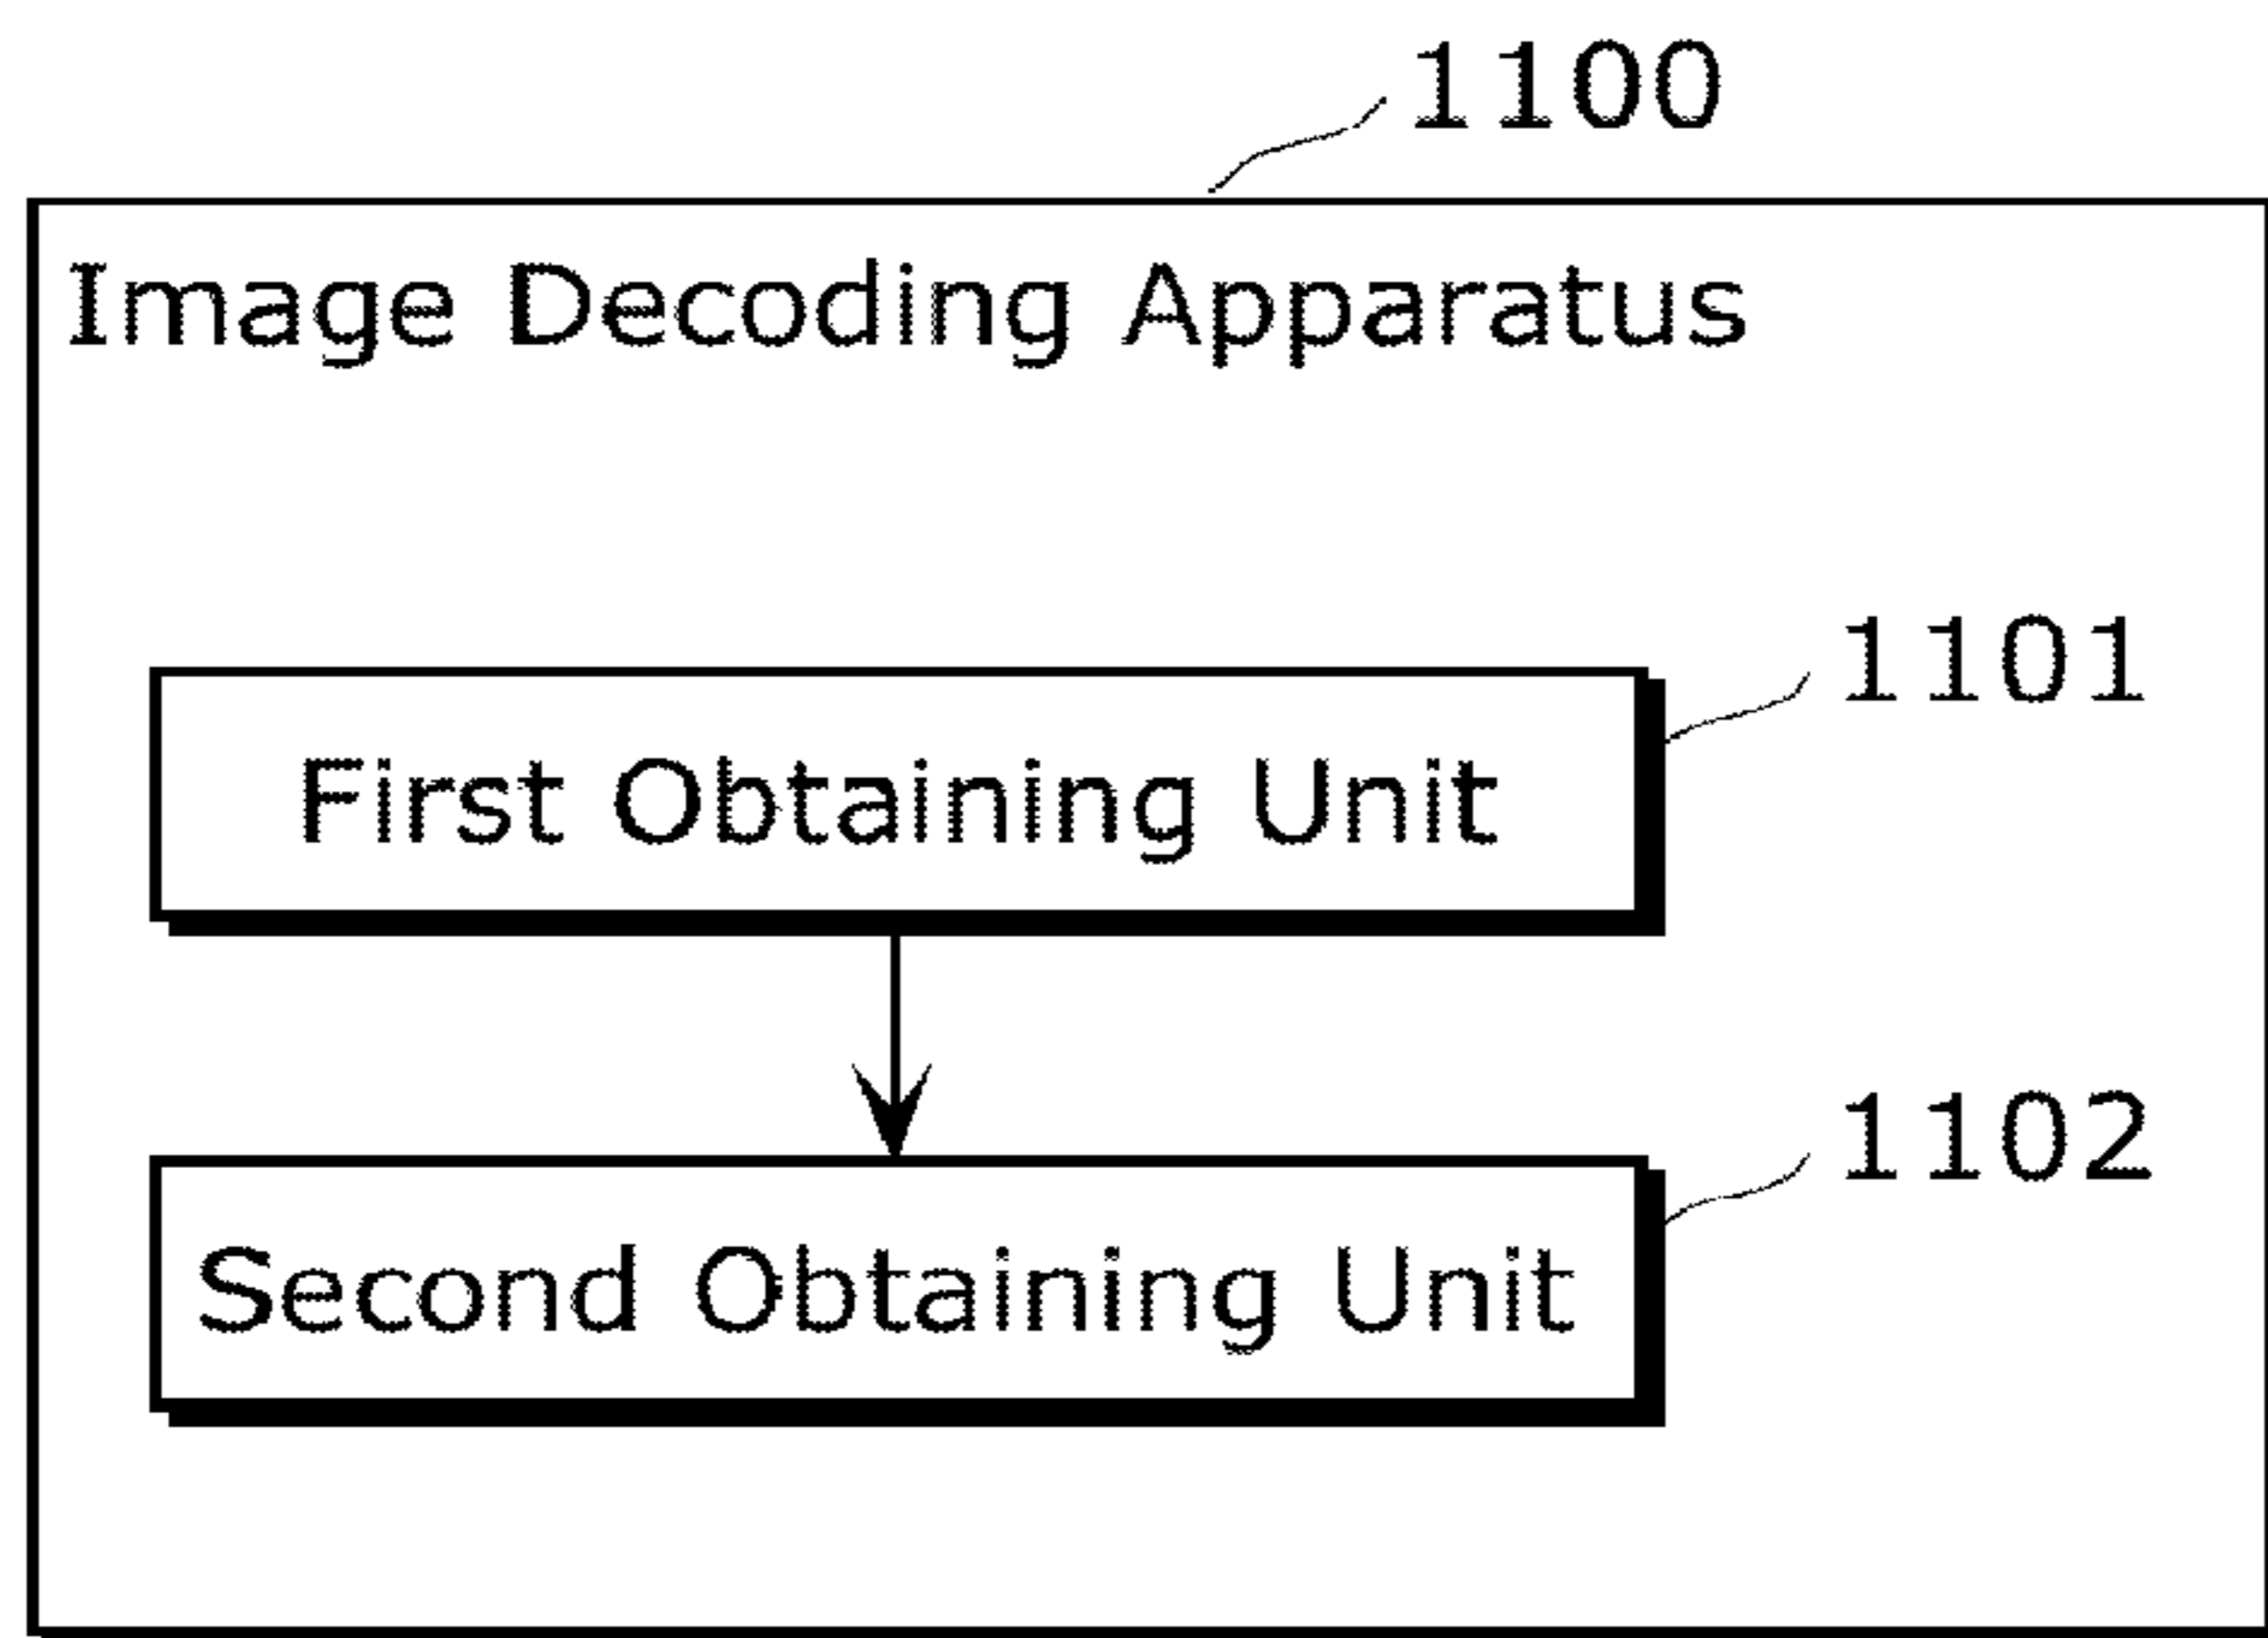 1100
Image Decoding Apparatus
1101
First Obtaining Unit
1102
Second Obtaining Unit